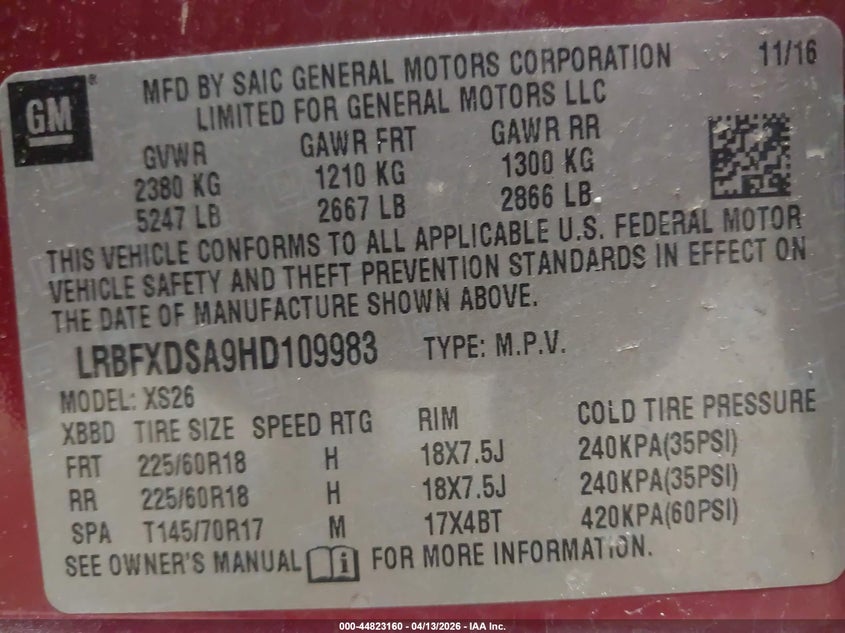 GM ® MFD BY SAIC GENERAL MOTORS CORPORATION 11/16
LIMITED FOR GENERAL MOTORS LLC
GVWR GAWR FRT GAWR RR
2380 KG 1210 KG 1300 KG
5247 LB 2667 LB 2866 LB
THIS VEHICLE CONFORMS TO ALL APPLICABLE U.S. FEDERAL MOTOR
VEHICLE SAFETY AND THEFT PREVENTION STANDARDS IN EFFECT ON
THE DATE OF MANUFACTURE SHOWN ABOVE.
LRBFXDSA9HD109983 TYPE: M.P.V.
MODEL: XS26
XBBD TIRE SIZE SPEED RTG RIM COLD TIRE PRESSURE
FRT 225/60R18 H 18X7.5J 240KPA(35PSI)
RR 225/60R18 H 18X7.5J 240KPA(35PSI)
SPA T145/70R17 M 17X4BT 420KPA(60PSI)
SEE OWNER'S MANUAL i FOR MORE INFORMATION.
000-44823160 - 04/13/2026 - IAA Inc.